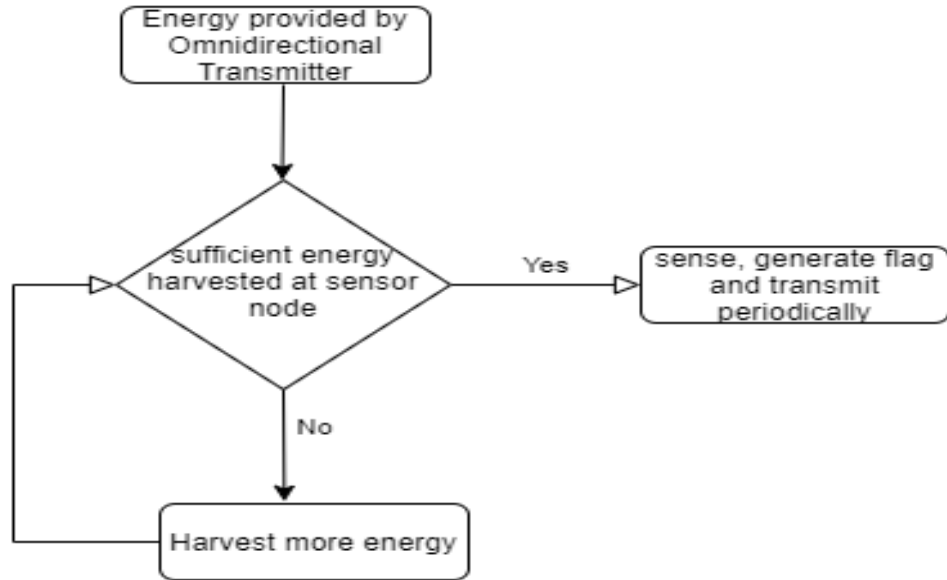 Energy provided by
Omnidirectional
Transmitter
sufficient energy
harvested at sensor
node
Yes
sense, generate flag
and transmit
periodically
No
Harvest more energy